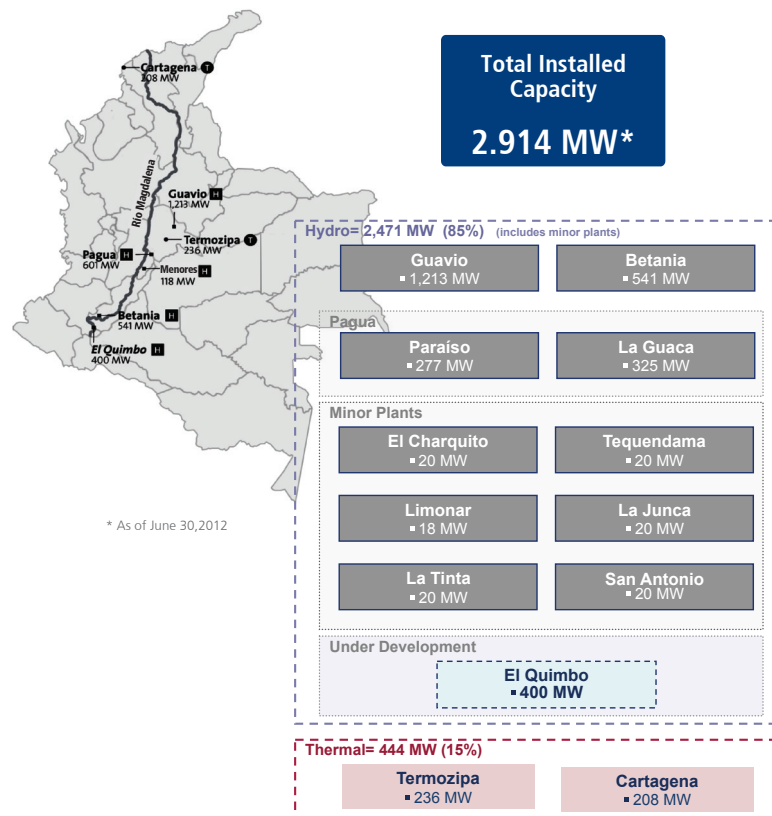 Total Installed
Capacity
2.914 MW*
Cartagena T
208 MW
Río Magdalena
Guavio H
1,213 MW
Termozipa T
236 MW
Pagua H
601 MW
Menores H
118 MW
Betania H
541 MW
El Quimbo H
400 MW
* As of June 30,2012
Hydro= 2,471 MW (85%) (includes minor plants)
Guavio
▪ 1,213 MW
Betania
▪ 541 MW
Pagua
Paraíso
▪ 277 MW
La Guaca
▪ 325 MW
Minor Plants
El Charquito
▪ 20 MW
Tequendama
▪ 20 MW
Limonar
▪ 18 MW
La Junca
▪ 20 MW
La Tinta
▪ 20 MW
San Antonio
▪ 20 MW
Under Development
El Quimbo
▪ 400 MW
Thermal= 444 MW (15%)
Termozipa
▪ 236 MW
Cartagena
▪ 208 MW